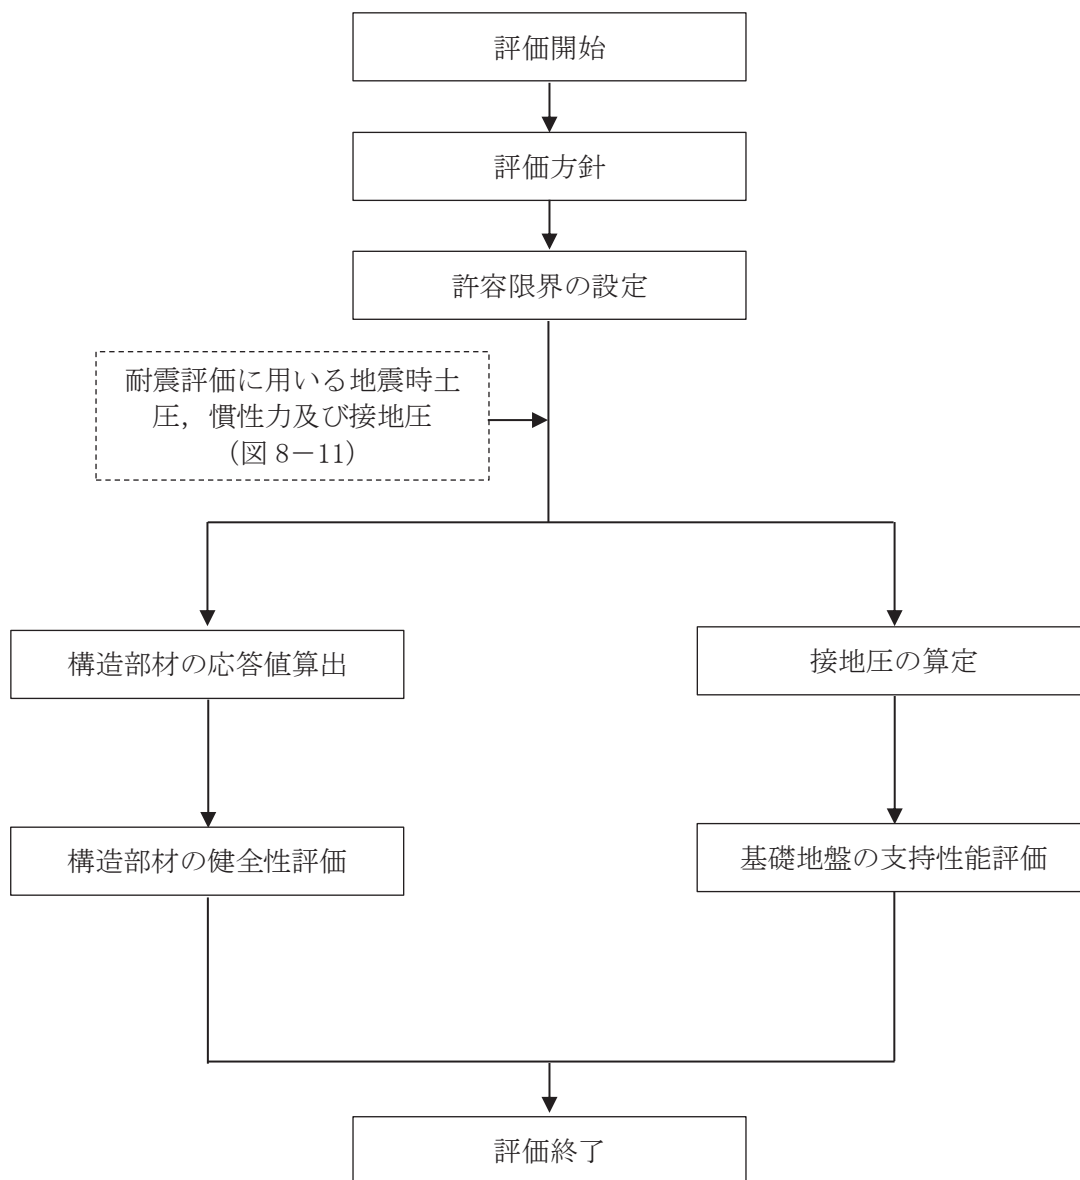 評価開始
評価方針
許容限界の設定
耐震評価に用いる地震時土
圧，慣性力及び接地圧
（図 8－11）
構造部材の応答値算出
接地圧の算定
構造部材の健全性評価
基礎地盤の支持性能評価
評価終了